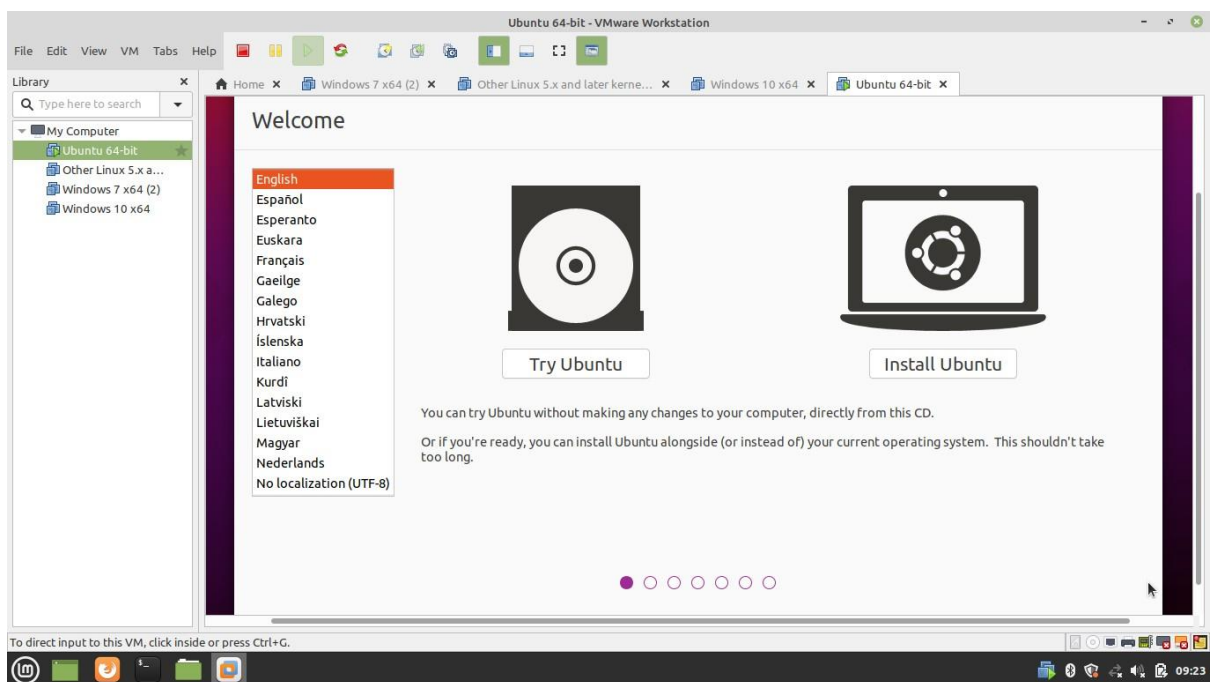 Ubuntu 64-bit - VMware Workstation
File Edit View VM Tabs Help
Library
Home Windows 7 x64 (2) Other Linux 5.x and later kerne... Windows 10 x64 Ubuntu 64-bit
Type here to search
My Computer
Ubuntu 64-bit
Other Linux 5.x a...
Windows 7 x64 (2)
Windows 10 x64
Welcome
English
Español
Esperanto
Euskara
Français
Gaeilge
Galego
Hrvatski
Íslenska
Italiano
Kurdî
Latviski
Lietuviškai
Magyar
Nederlands
No localization (UTF-8)
Try Ubuntu
Install Ubuntu
You can try Ubuntu without making any changes to your computer, directly from this CD.
Or if you're ready, you can install Ubuntu alongside (or instead of) your current operating system. This shouldn't take
too long.
To direct input to this VM, click inside or press Ctrl+G.
09:23